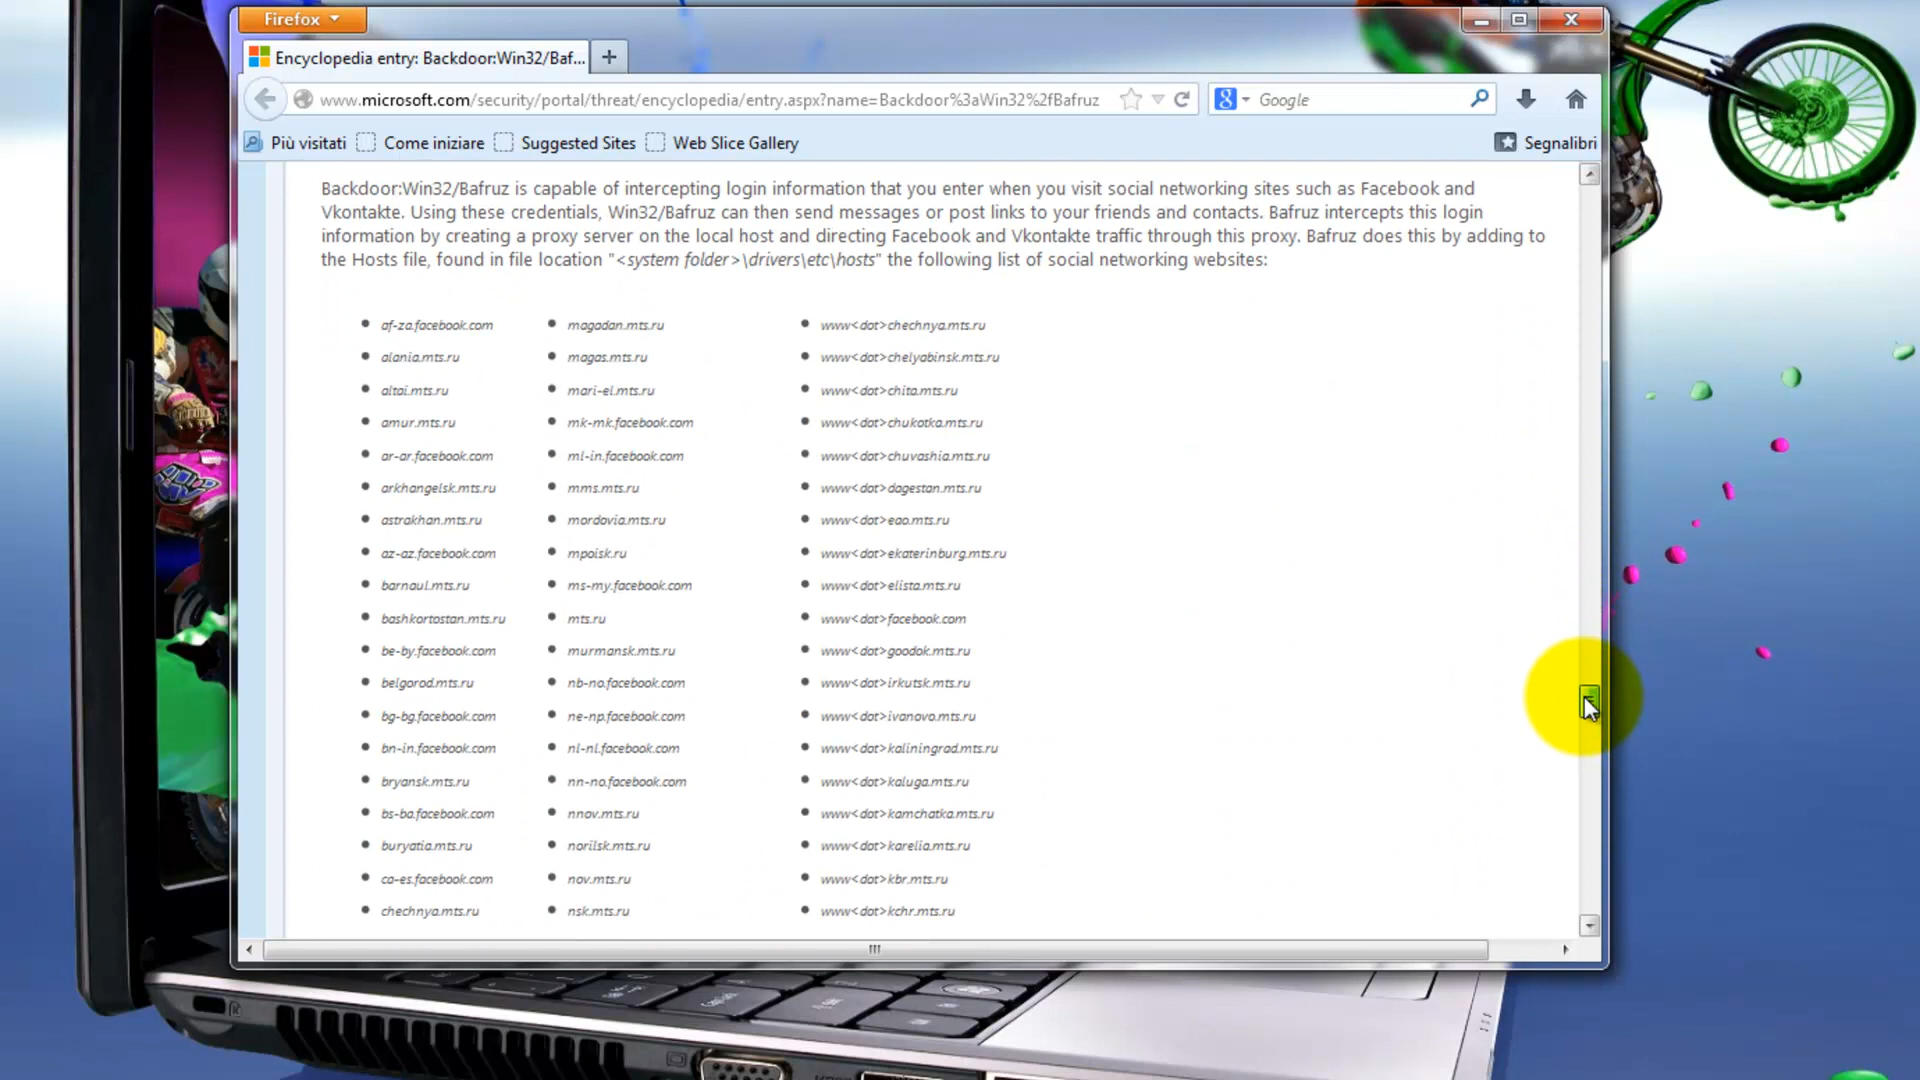 Firefox
Encyclopedia entry: Backdoor:Win32/Baf...
www.microsoft.com/security/portal/threat/encyclopedia/entry.aspx?name=Backdoor%3aWin32%2fBafruz
Google
Più visitati Come iniziare Suggested Sites Web Slice Gallery Segnalibri
Backdoor:Win32/Bafruz is capable of intercepting login information that you enter when you visit social networking sites such as Facebook and
Vkontakte. Using these credentials, Win32/Bafruz can then send messages or post links to your friends and contacts. Bafruz intercepts this login
information by creating a proxy server on the local host and directing Facebook and Vkontakte traffic through this proxy. Bafruz does this by adding to
the Hosts file, found in file location "<system folder>\drivers\etc\hosts" the following list of social networking websites:
af-za.facebook.com
alania.mts.ru
altai.mts.ru
amur.mts.ru
ar-ar.facebook.com
arkhangelsk.mts.ru
astrakhan.mts.ru
az-az.facebook.com
barnaul.mts.ru
bashkortostan.mts.ru
be-by.facebook.com
belgorod.mts.ru
bg-bg.facebook.com
bn-in.facebook.com
bryansk.mts.ru
bs-ba.facebook.com
buryatia.mts.ru
ca-es.facebook.com
chechnya.mts.ru
magadan.mts.ru
magas.mts.ru
mari-el.mts.ru
mk-mk.facebook.com
ml-in.facebook.com
mms.mts.ru
mordovia.mts.ru
mpoisk.ru
ms-my.facebook.com
mts.ru
murmansk.mts.ru
nb-no.facebook.com
ne-np.facebook.com
nl-nl.facebook.com
nn-no.facebook.com
nnov.mts.ru
norilsk.mts.ru
nov.mts.ru
nsk.mts.ru
www<dot>chechnya.mts.ru
www<dot>chelyabinsk.mts.ru
www<dot>chita.mts.ru
www<dot>chukotka.mts.ru
www<dot>chuvashia.mts.ru
www<dot>dagestan.mts.ru
www<dot>eao.mts.ru
www<dot>ekaterinburg.mts.ru
www<dot>elista.mts.ru
www<dot>facebook.com
www<dot>goodok.mts.ru
www<dot>irkutsk.mts.ru
www<dot>ivanovo.mts.ru
www<dot>kaliningrad.mts.ru
www<dot>kaluga.mts.ru
www<dot>kamchatka.mts.ru
www<dot>karelia.mts.ru
www<dot>kbr.mts.ru
www<dot>kchr.mts.ru